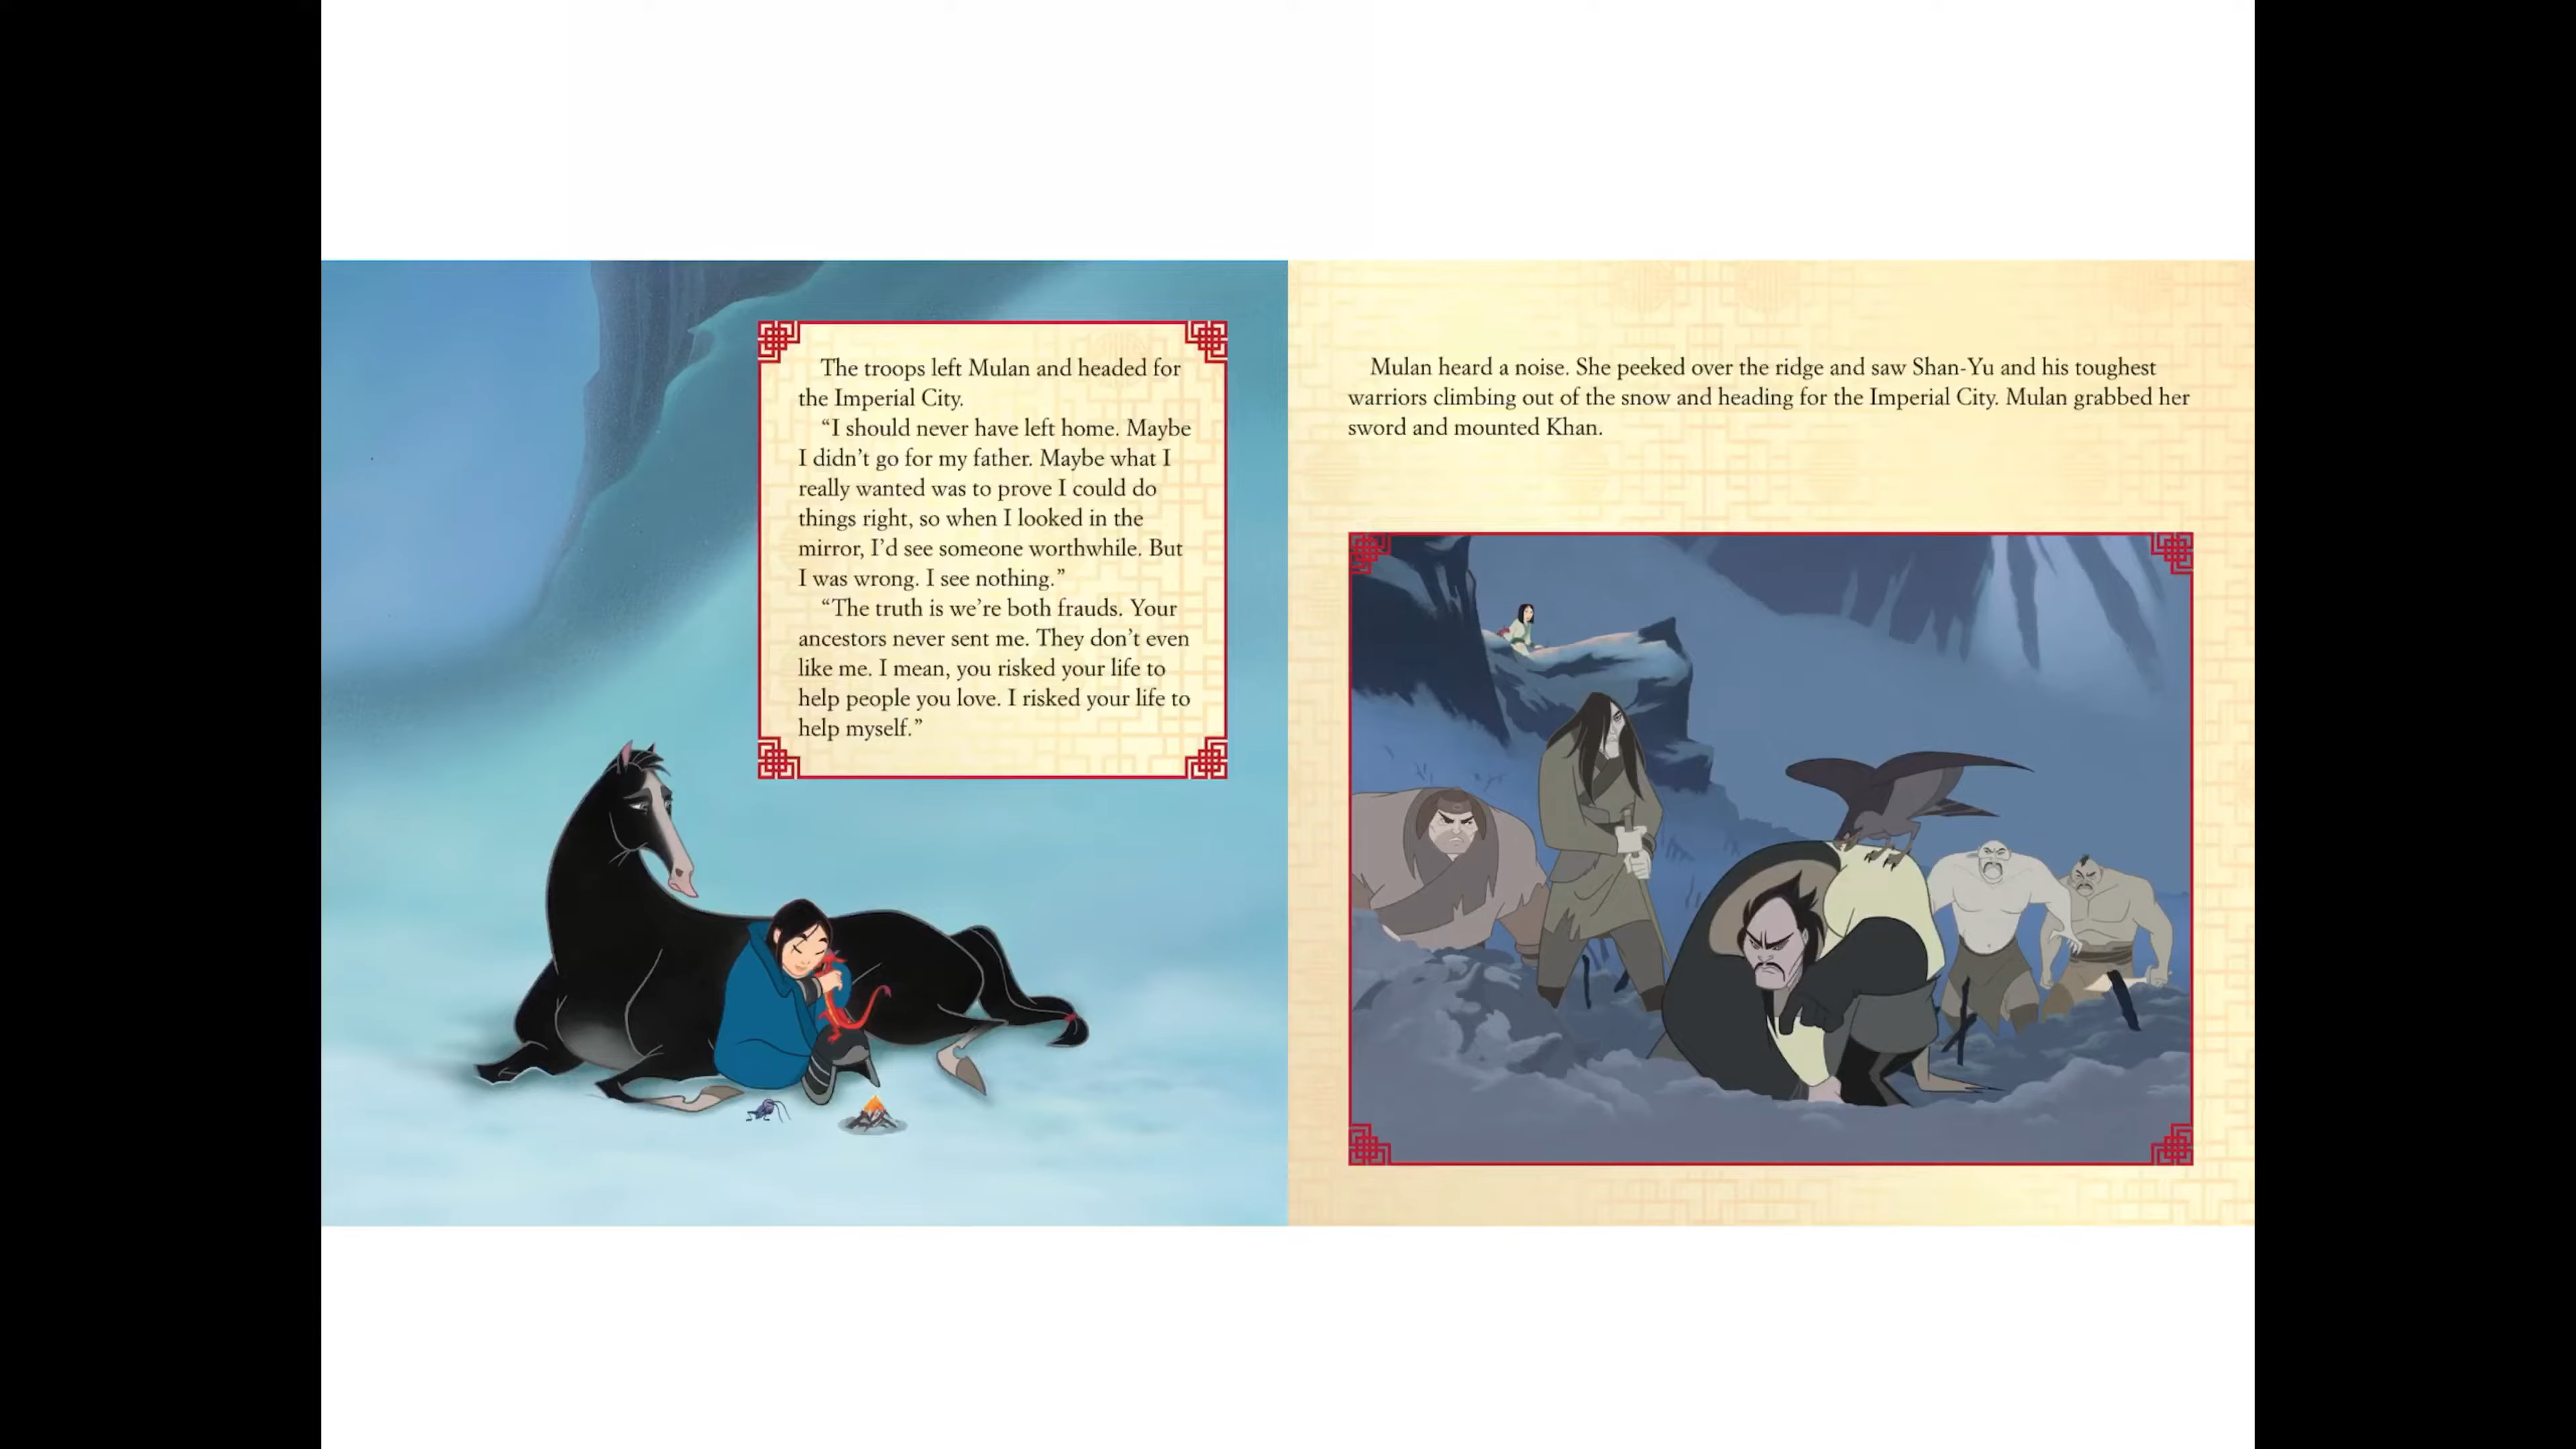 The troops left Mulan and headed for
the Imperial City.
“I should never have left home. Maybe
I didn’t go for my father. Maybe what I
really wanted was to prove I could do
things right, so when I looked in the
mirror, I’d see someone worthwhile. But
I was wrong. I see nothing.”
“The truth is we’re both frauds. Your
ancestors never sent me. They don’t even
like me. I mean, you risked your life to
help people you love. I risked your life to
help myself.”
Mulan heard a noise. She peeked over the ridge and saw Shan-Yu and his toughest
warriors climbing out of the snow and heading for the Imperial City. Mulan grabbed her
sword and mounted Khan.